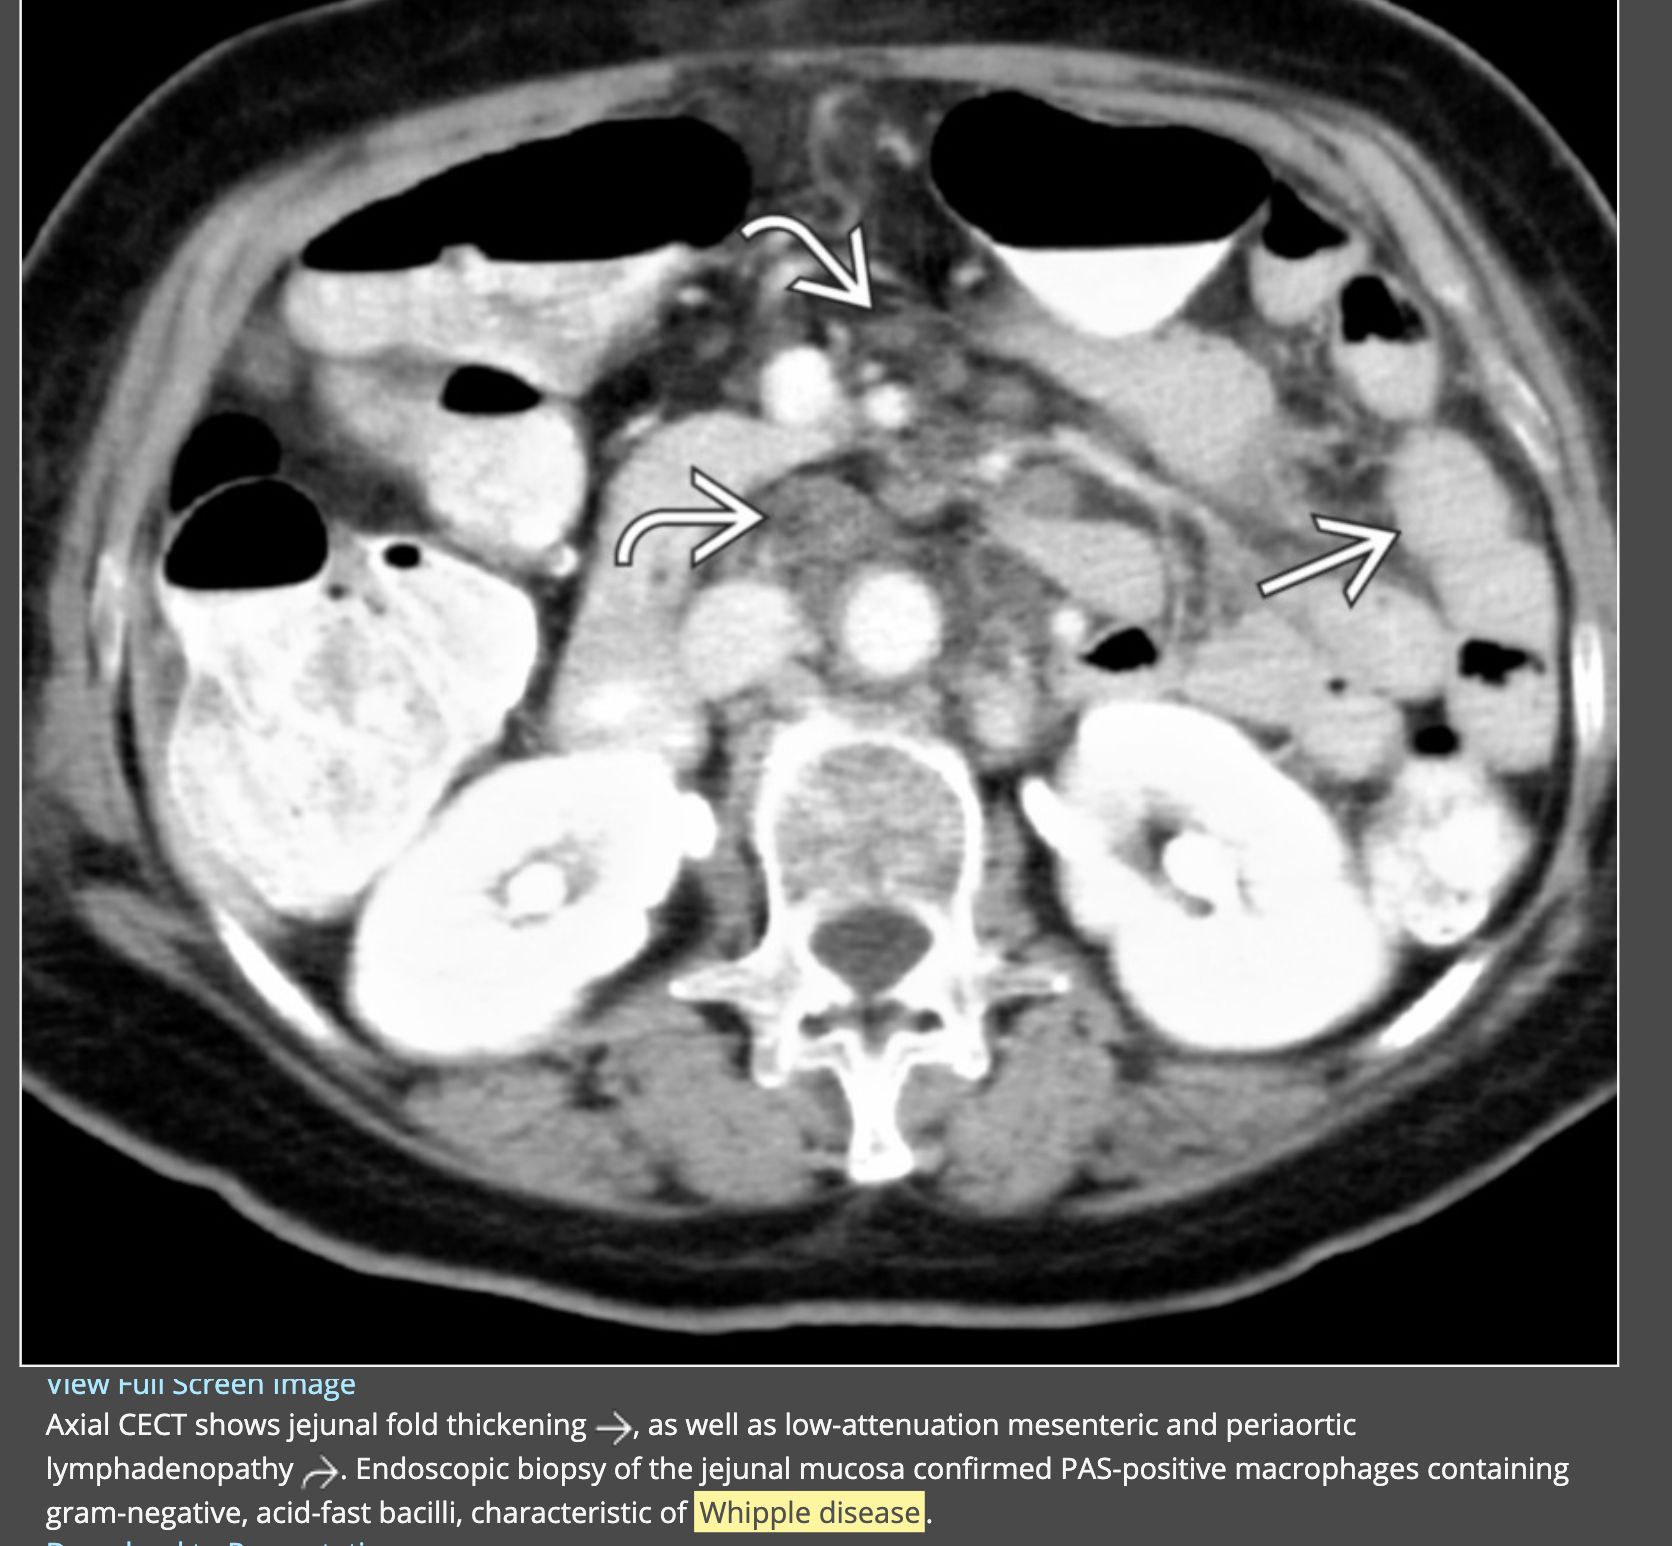 View Full Screen Image
Axial CECT shows jejunal fold thickening →, as well as low-attenuation mesenteric and periaortic
lymphadenopathy ↷. Endoscopic biopsy of the jejunal mucosa confirmed PAS-positive macrophages containing
gram-negative, acid-fast bacilli, characteristic of Whipple disease.